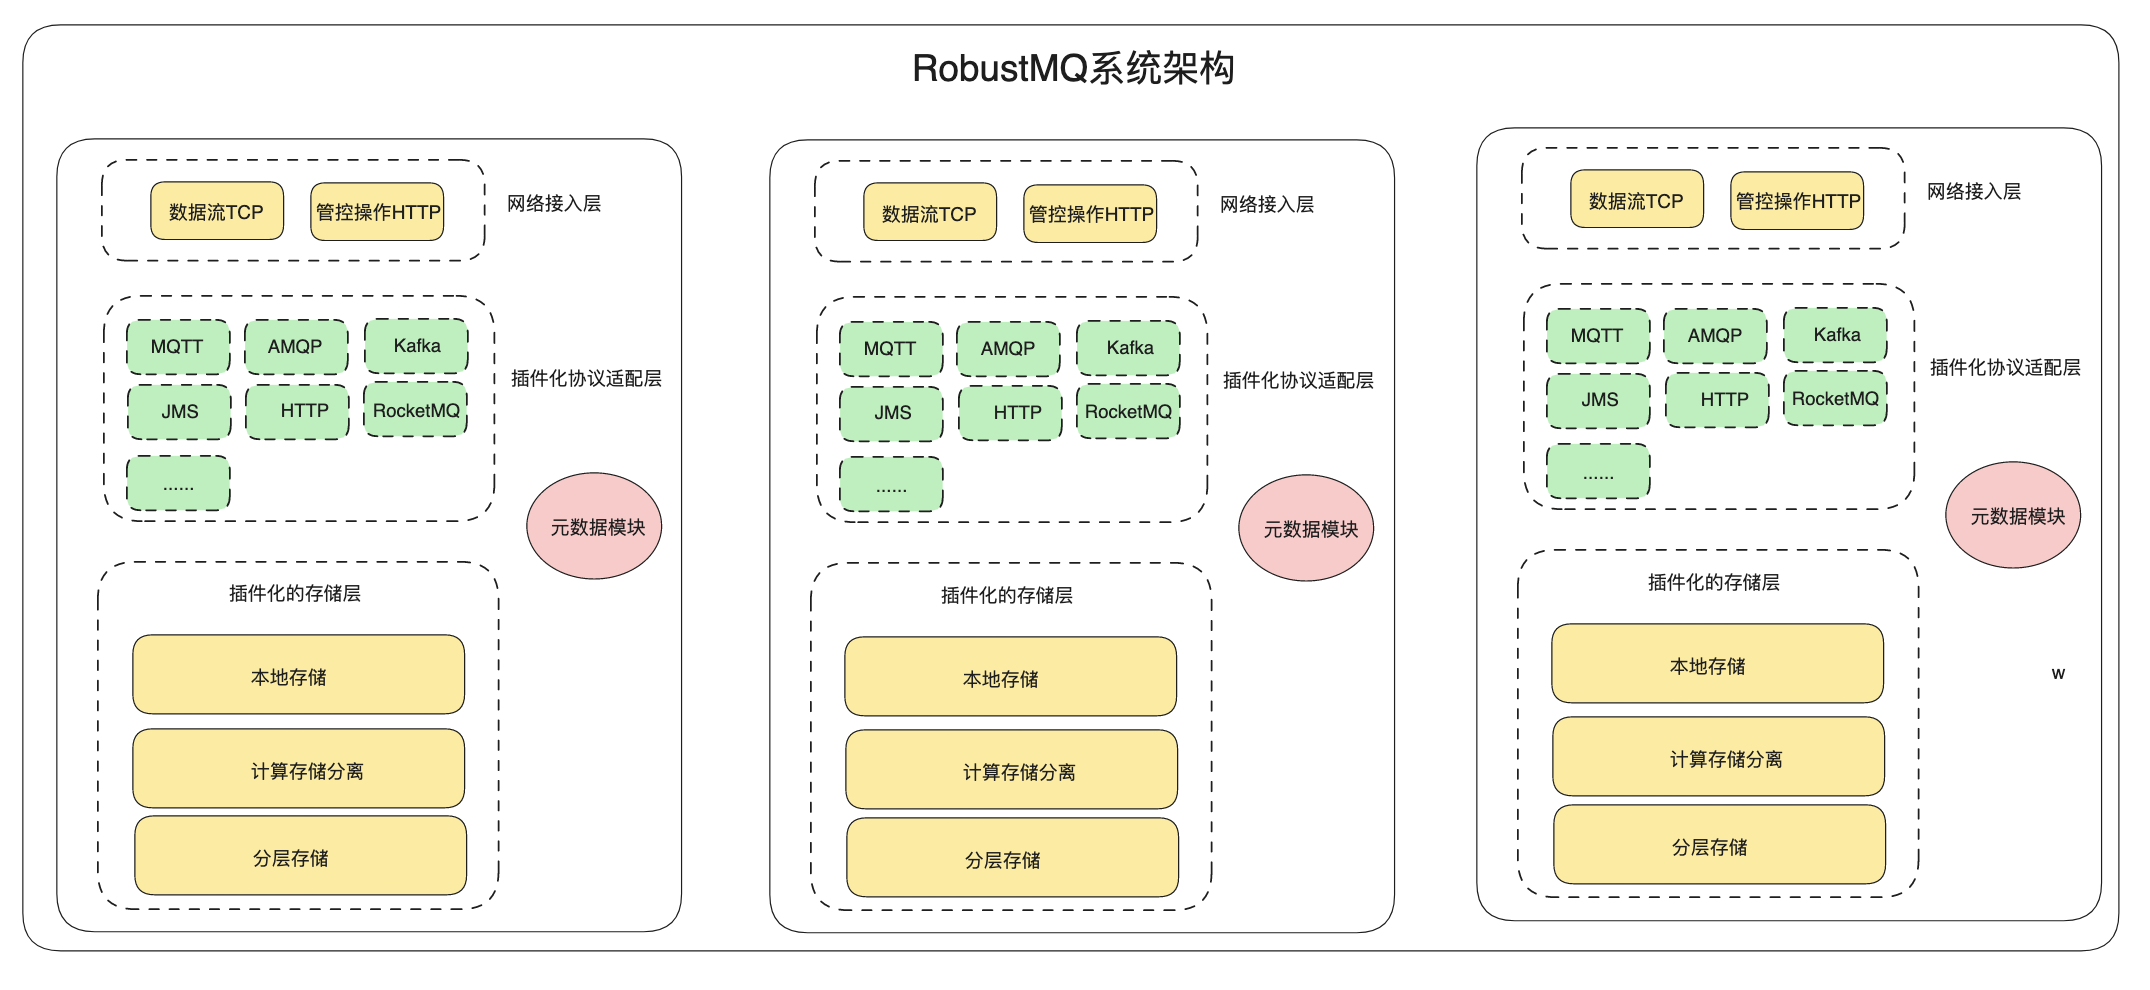 RobustMQ系统架构
数据流TCP
管控操作HTTP
网络接入层
MQTT
AMQP
Kafka
JMS
HTTP
RocketMQ
......
插件化协议适配层
元数据模块
插件化的存储层
本地存储
计算存储分离
分层存储
数据流TCP
管控操作HTTP
网络接入层
MQTT
AMQP
Kafka
JMS
HTTP
RocketMQ
......
插件化协议适配层
元数据模块
插件化的存储层
本地存储
计算存储分离
分层存储
数据流TCP
管控操作HTTP
网络接入层
MQTT
AMQP
Kafka
JMS
HTTP
RocketMQ
......
插件化协议适配层
元数据模块
插件化的存储层
本地存储
w
计算存储分离
分层存储